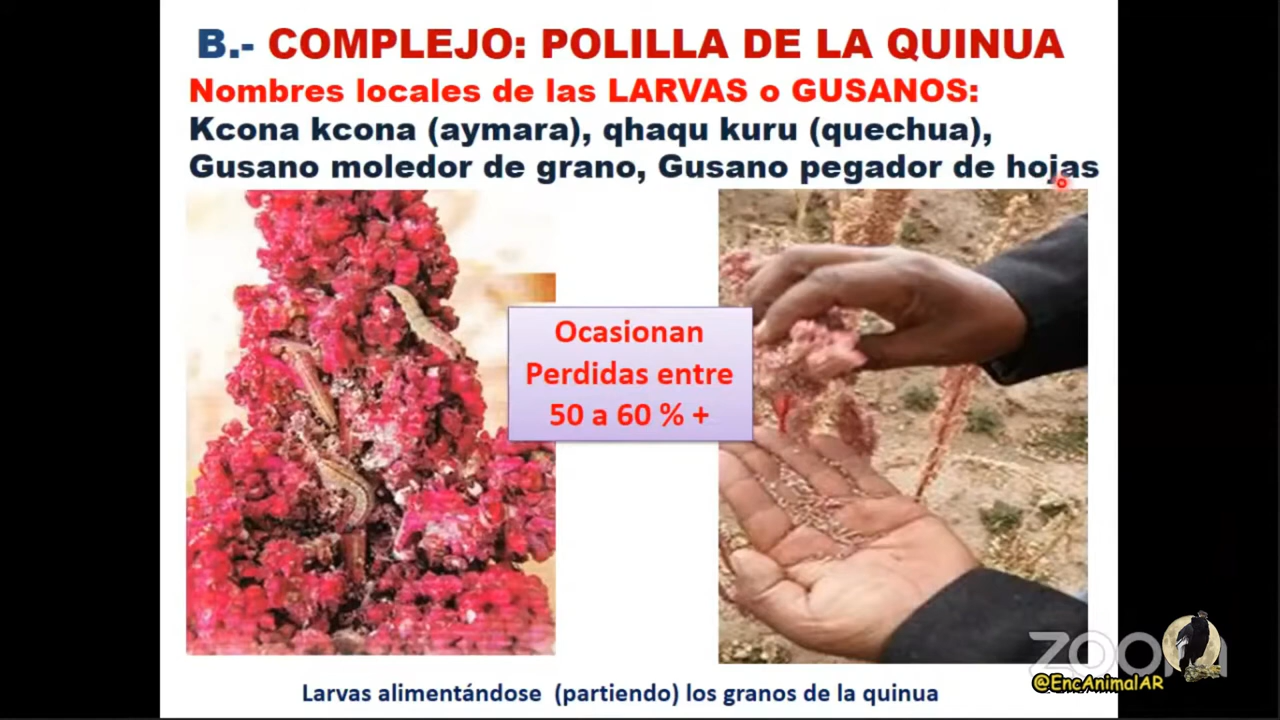 B.- COMPLEJO: POLILLA DE LA QUINUA
Nombres locales de las LARVAS o GUSANOS:
Kcona kcona (aymara), qhaqu kuru (quechua),
Gusano moledor de grano, Gusano pegador de hojas
Ocasionan
Perdidas entre
50 a 60 % +
Larvas alimentándose (partiendo) los granos de la quinua
zoom
@EncAnimalAR